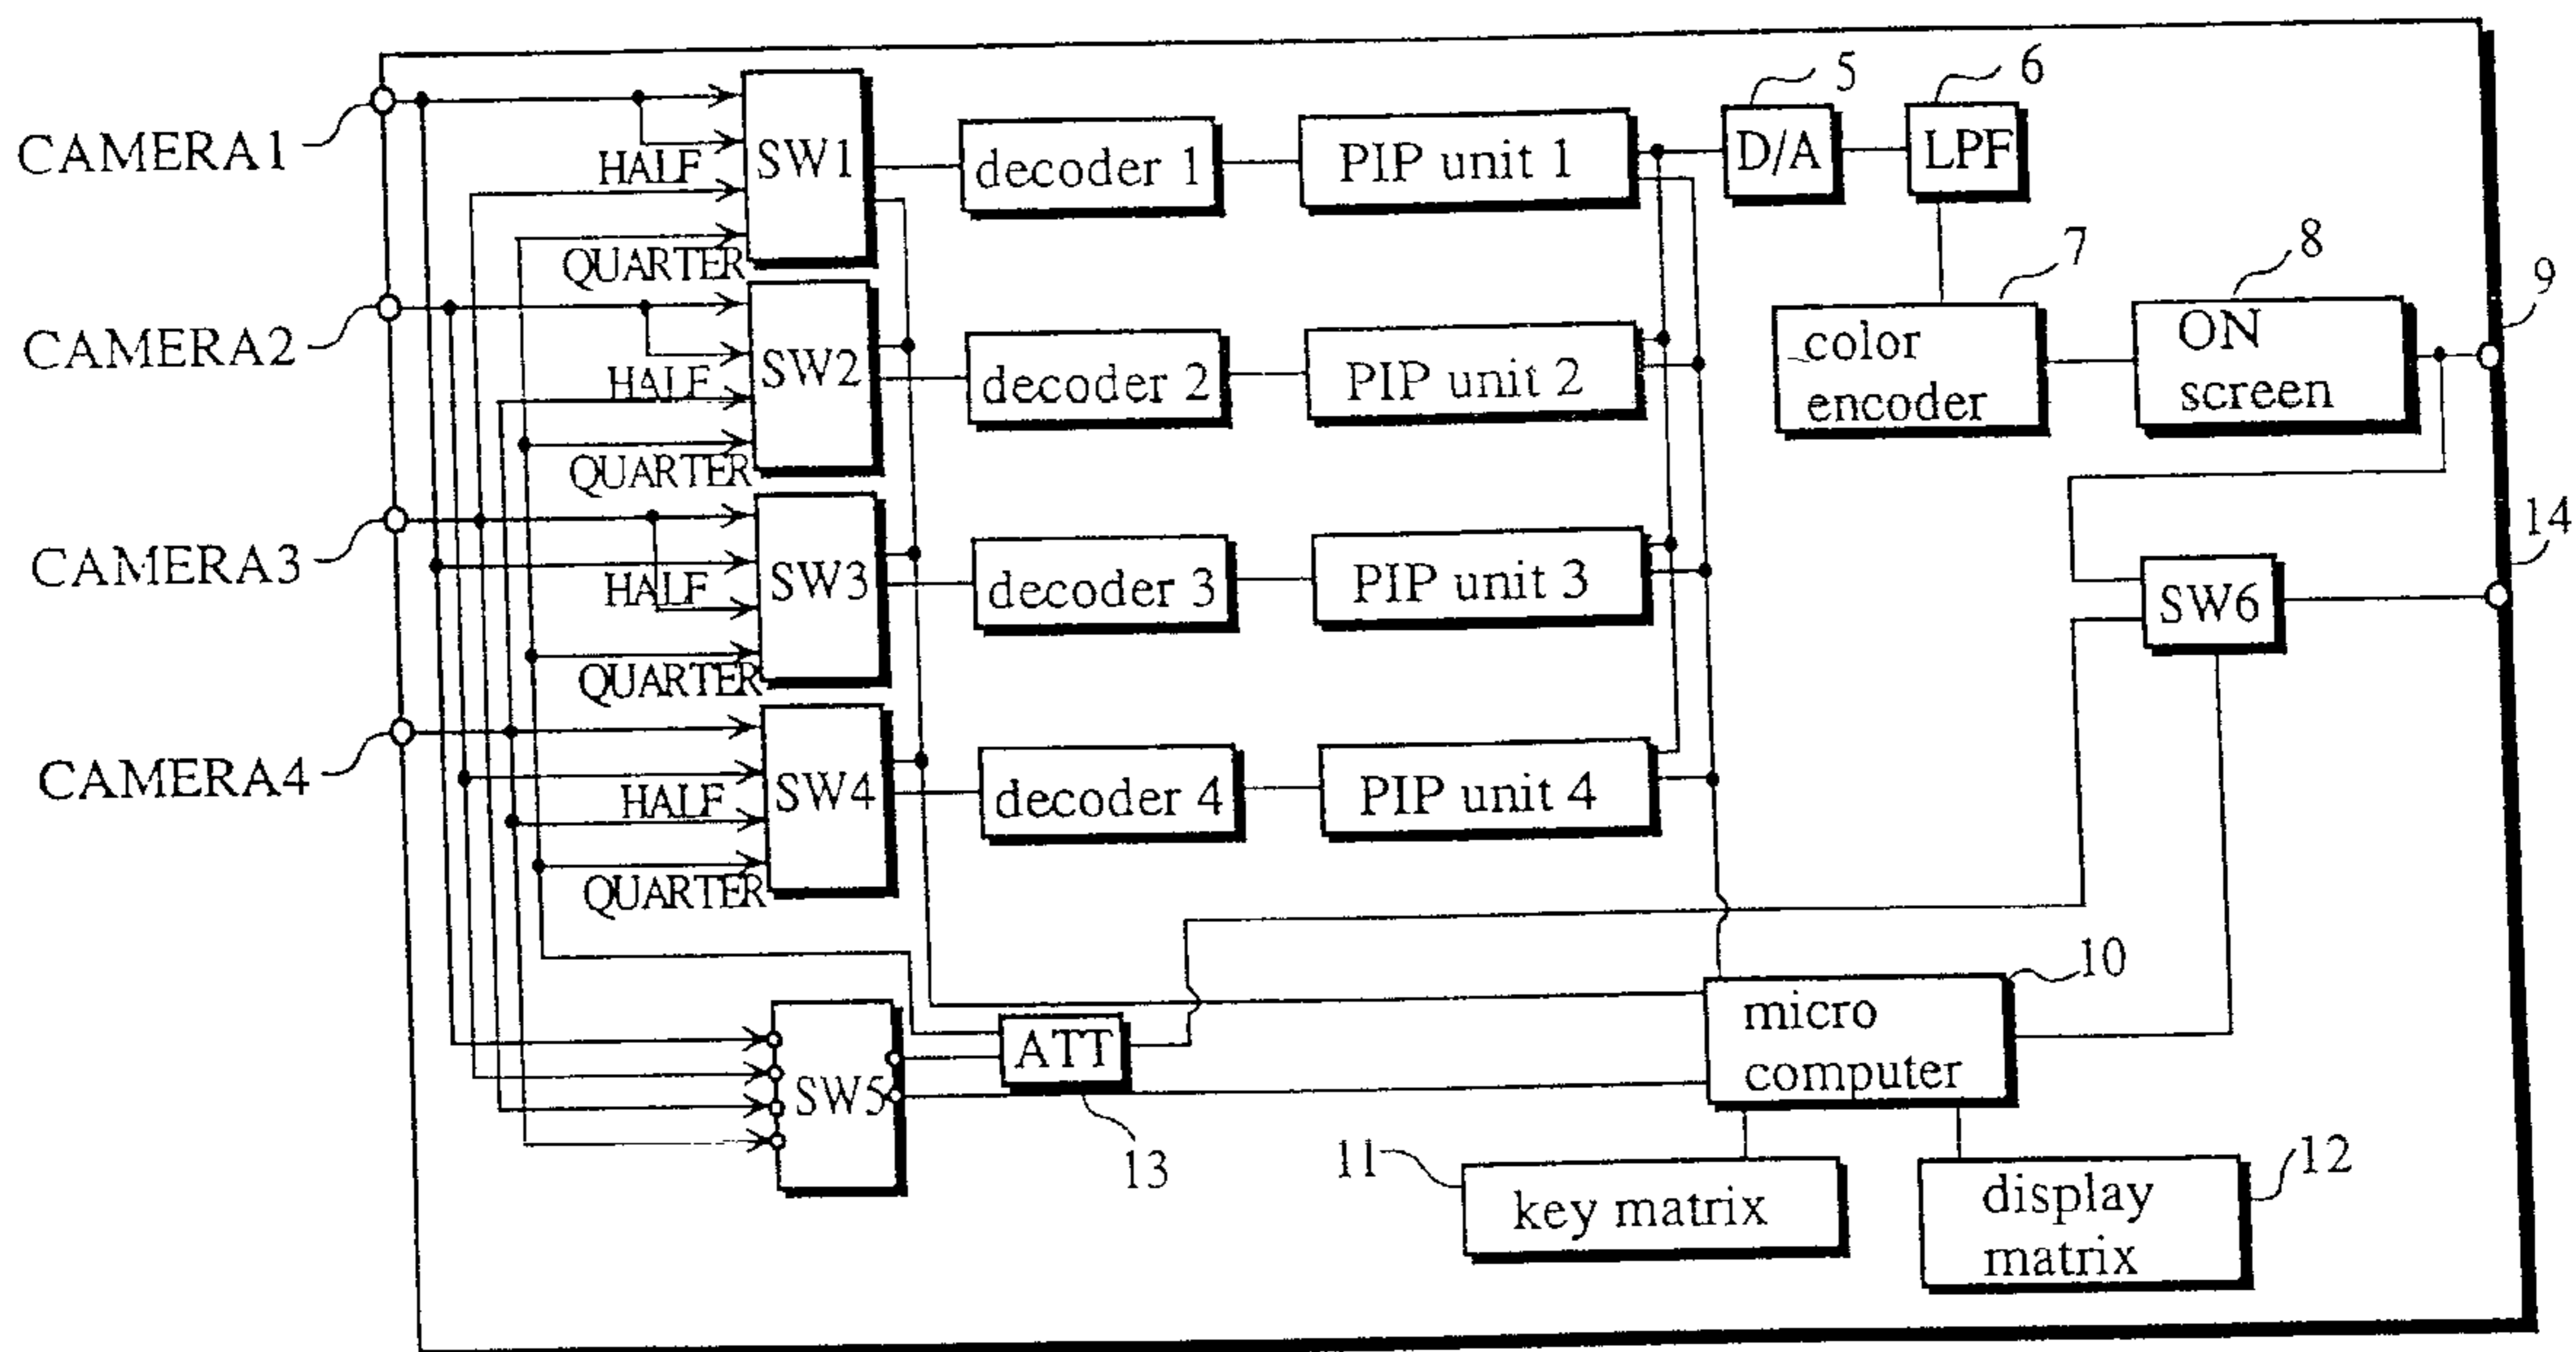 CAMERA1
CAMERA2
CAMERA3
CAMERA4
HALF
QUARTER
HALF
QUARTER
HALF
QUARTER
HALF
QUARTER
SW1
SW2
SW3
SW4
SW5
decoder 1
decoder 2
decoder 3
decoder 4
PIP unit 1
PIP unit 2
PIP unit 3
PIP unit 4
5
D/A
6
LPF
7
color
encoder
8
ON
screen
9
14
SW6
10
micro
computer
ATT
13
11
key matrix
12
display
matrix